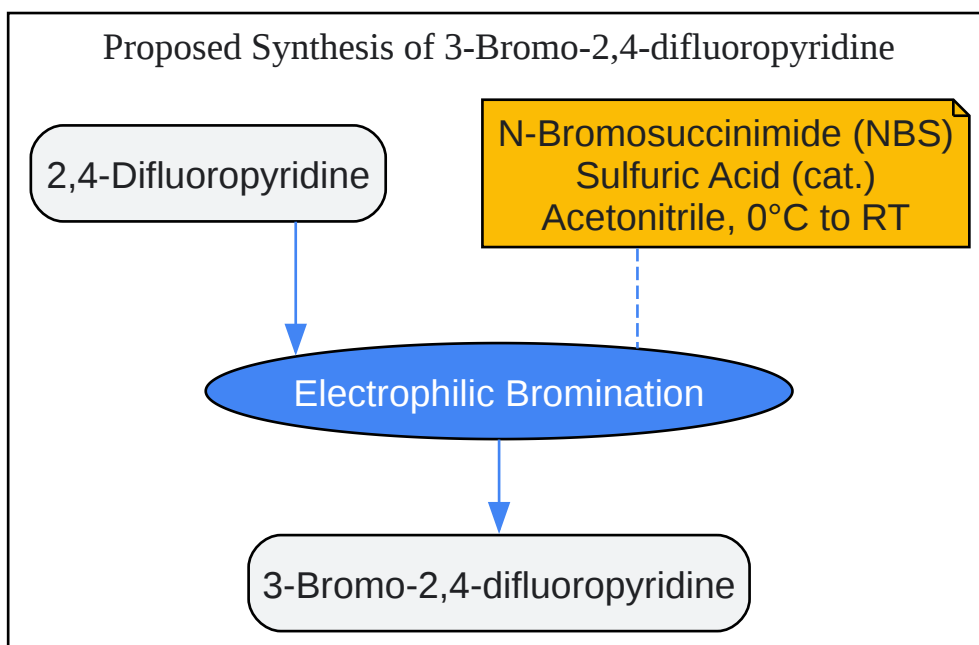 Proposed Synthesis of 3-Bromo-2,4-difluoropyridine
2,4-Difluoropyridine
N-Bromosuccinimide (NBS)
Sulfuric Acid (cat.)
Acetonitrile, 0°C to RT
Electrophilic Bromination
3-Bromo-2,4-difluoropyridine